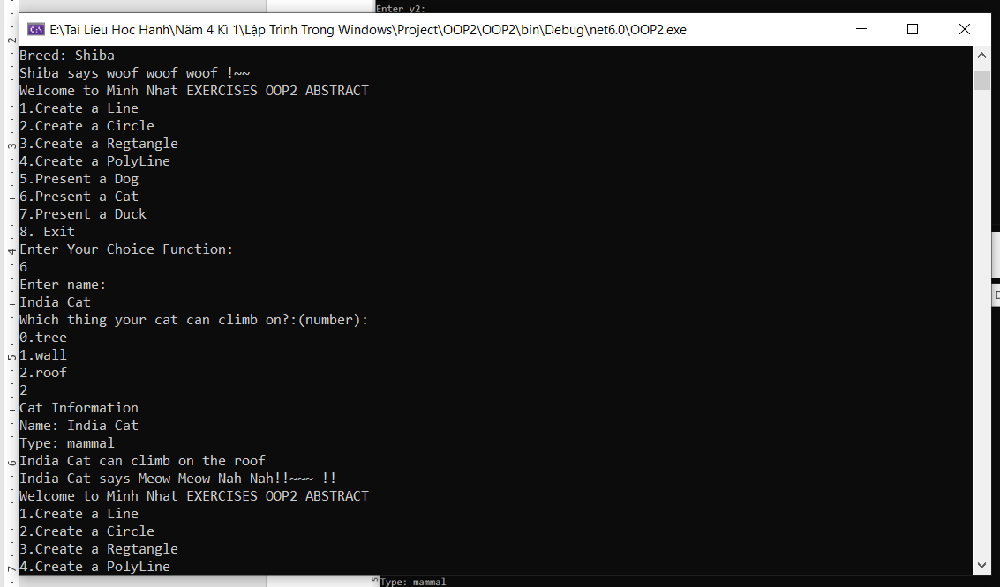 Enter y2:
E:\Tai Lieu Hoc Hanh\Năm 4 Kì 1\Lập Trình Trong Windows\Project\OOP2\OOP2\bin\Debug\net6.0\OOP2.exe
Breed: Shiba
Shiba says woof woof woof !~~
Welcome to Minh Nhat EXERCISES OOP2 ABSTRACT
1.Create a Line
2.Create a Circle
3.Create a Regtangle
4.Create a PolyLine
5.Present a Dog
6.Present a Cat
7.Present a Duck
8. Exit
Enter Your Choice Function:
6
Enter name:
India Cat
Which thing your cat can climb on?:(number):
0.tree
1.wall
2.roof
2
Cat Information
Name: India Cat
Type: mammal
India Cat can climb on the roof
India Cat says Meow Meow Nah Nah!!~~~ !!
Welcome to Minh Nhat EXERCISES OOP2 ABSTRACT
1.Create a Line
2.Create a Circle
3.Create a Regtangle
4.Create a PolyLine
Type: mammal
2
3
4
5
6
7